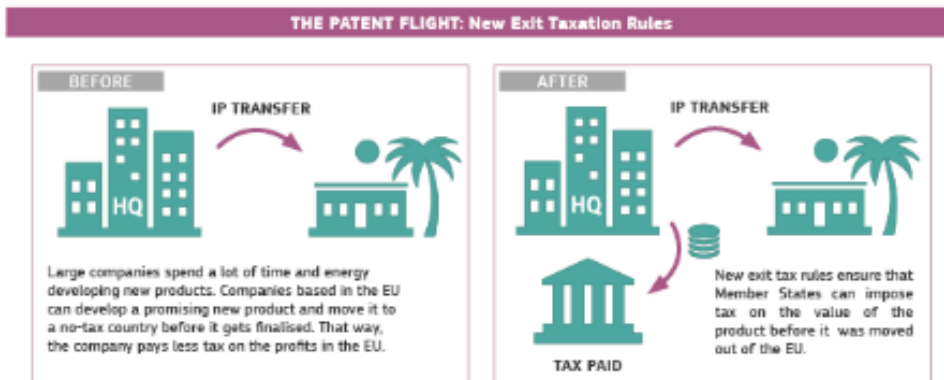 THE PATENT FLIGHT: New Exit Taxation Rules
BEFORE
IP TRANSFER
HQ
Large companies spend a lot of time and energy
developing new products. Companies based in the EU
can develop a promising new product and move it to
a no-tax country before it gets finalised. That way,
the company pays less tax on the profits in the EU.
AFTER
IP TRANSFER
HQ
TAX PAID
New exit tax rules ensure that
Member States can impose
tax on the value of the
product before it was moved
out of the EU.